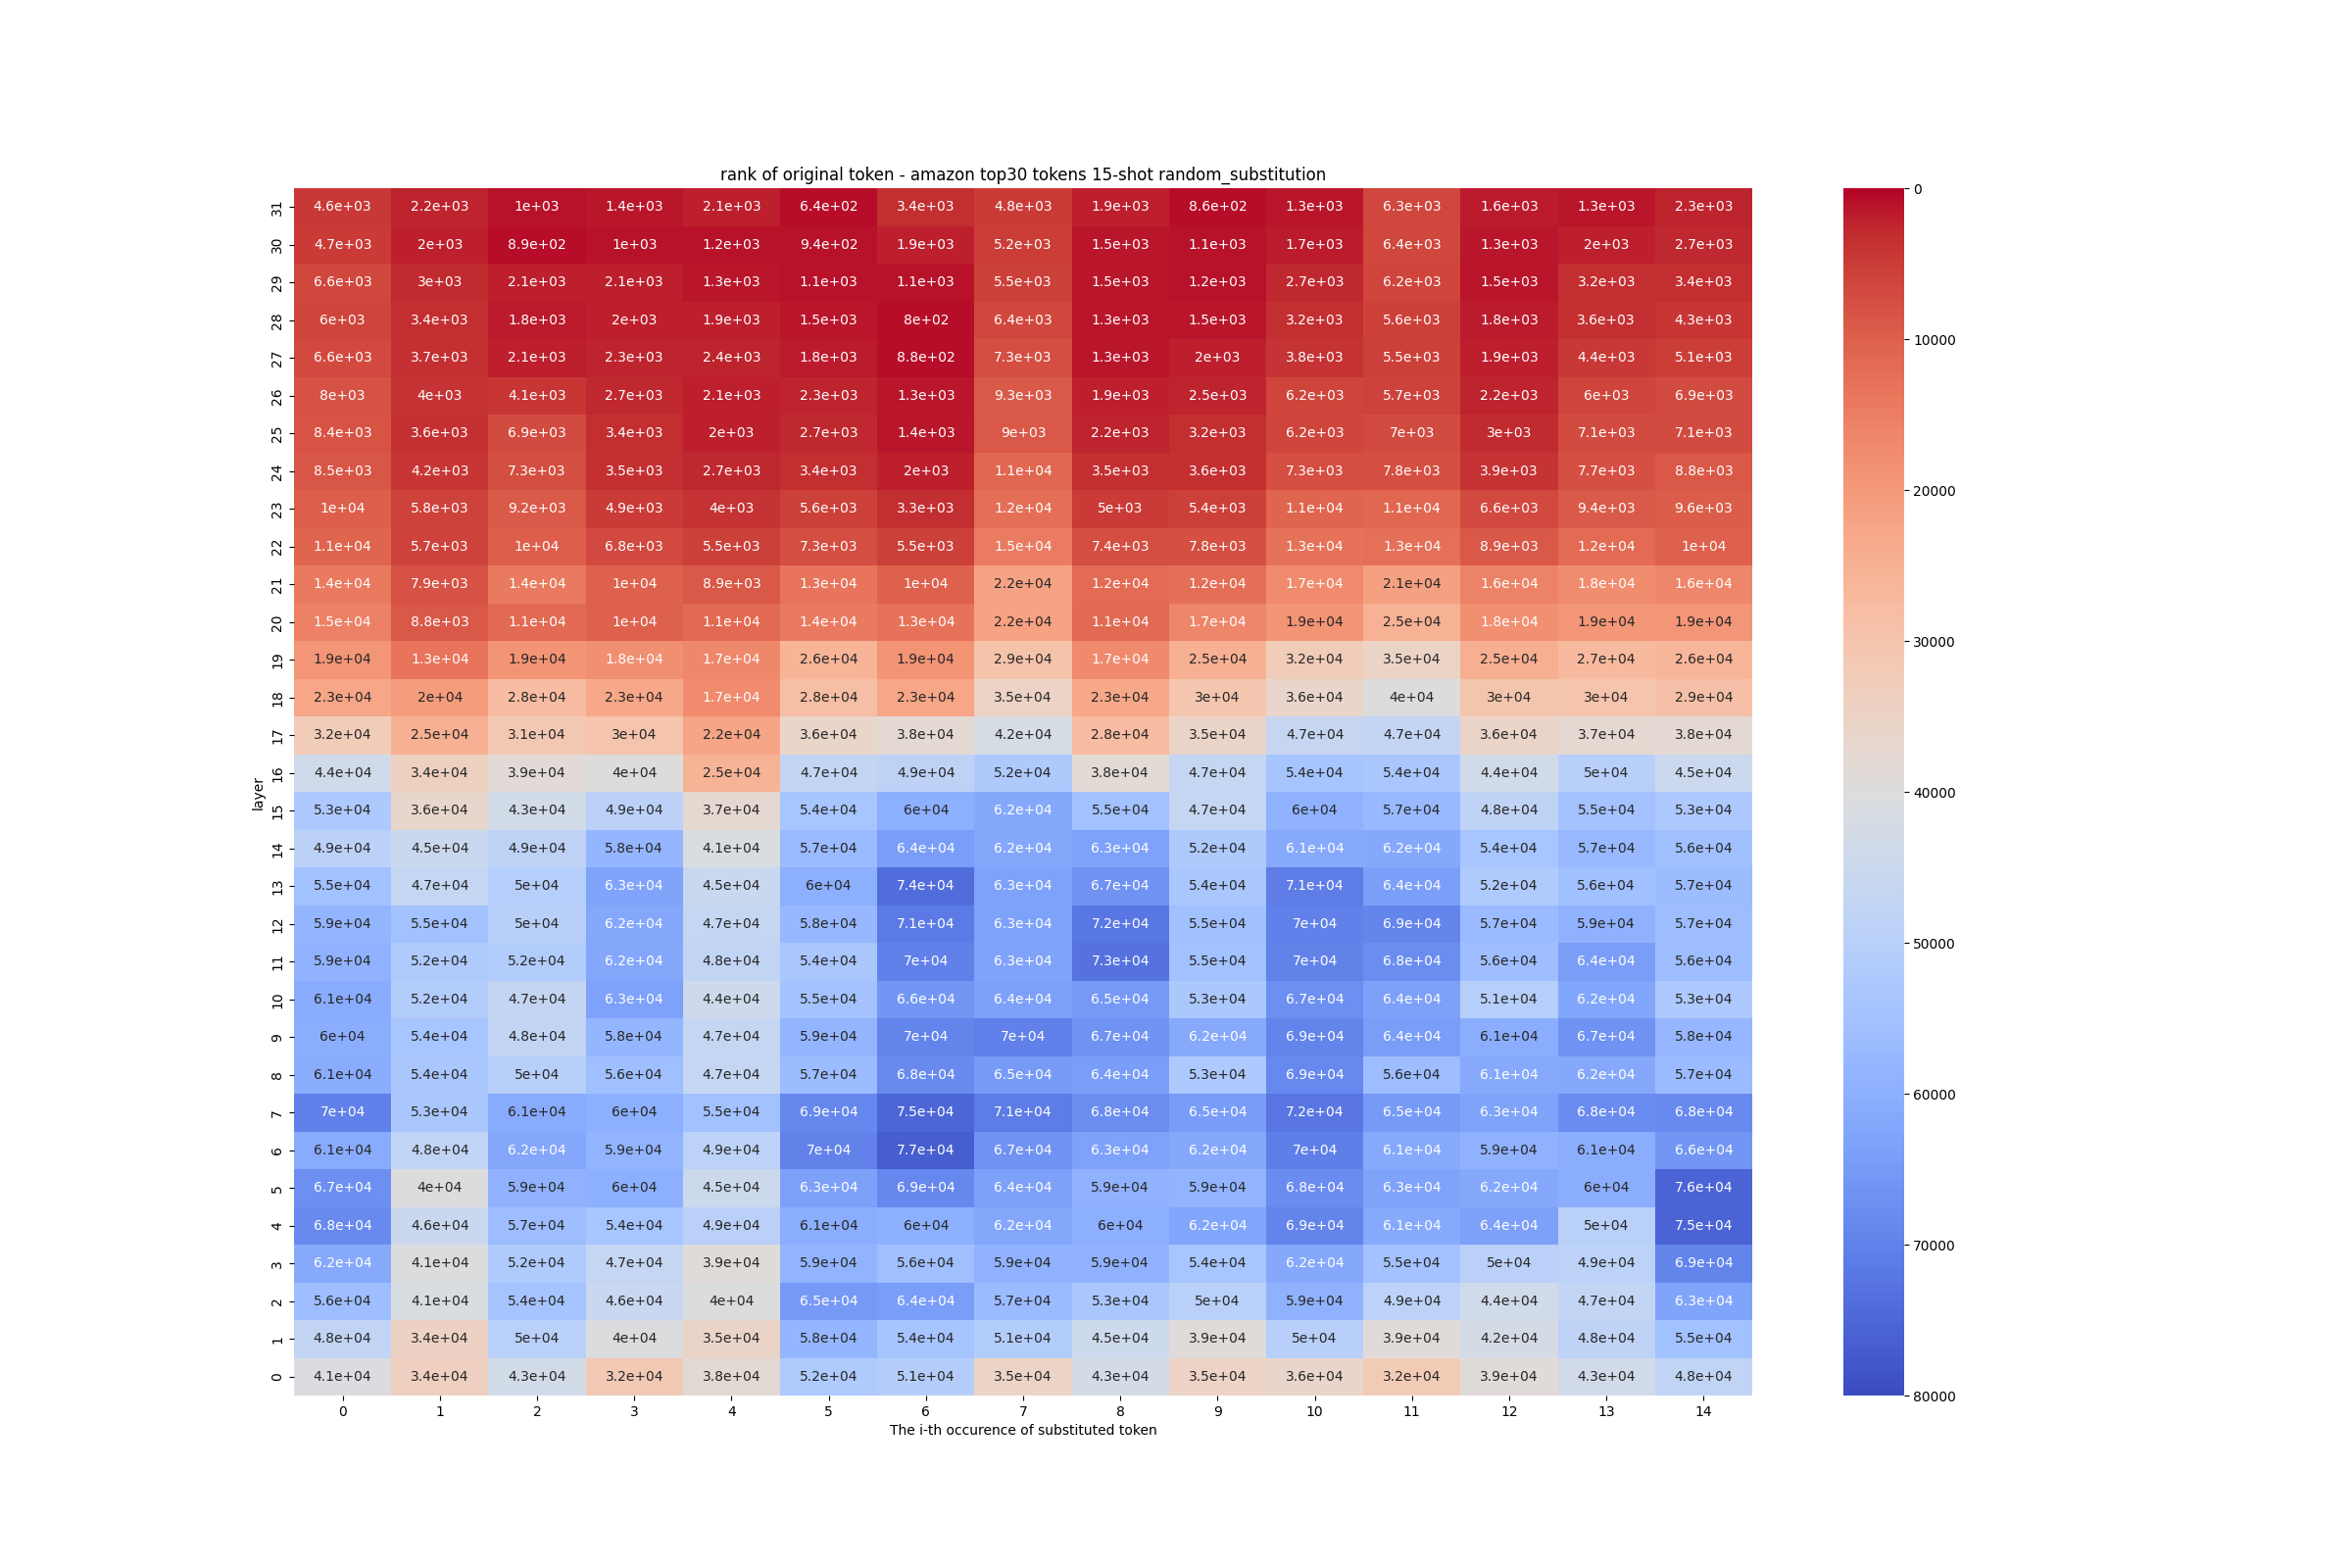 rank of original token - amazon top30 tokens 15-shot random_substitution
31 4.6e+03 2.2e+03 1e+03 1.4e+03 2.1e+03 6.4e+02 3.4e+03 4.8e+03 1.9e+03 8.6e+02 1.3e+03 6.3e+03 1.6e+03 1.3e+03 2.3e+03 0
30 4.7e+03 2e+03 8.9e+02 1e+03 1.2e+03 9.4e+02 1.9e+03 5.2e+03 1.5e+03 1.1e+03 1.7e+03 6.4e+03 1.3e+03 2e+03 2.7e+03
29 6.6e+03 3e+03 2.1e+03 2.1e+03 1.3e+03 1.1e+03 1.1e+03 5.5e+03 1.5e+03 1.2e+03 2.7e+03 6.2e+03 1.5e+03 3.2e+03 3.4e+03
28 6e+03 3.4e+03 1.8e+03 2e+03 1.9e+03 1.5e+03 8e+02 6.4e+03 1.3e+03 1.5e+03 3.2e+03 5.6e+03 1.8e+03 3.6e+03 4.3e+03
27 6.6e+03 3.7e+03 2.1e+03 2.3e+03 2.4e+03 1.8e+03 8.8e+02 7.3e+03 1.3e+03 2e+03 3.8e+03 5.5e+03 1.9e+03 4.4e+03 5.1e+03 10000
26 8e+03 4e+03 4.1e+03 2.7e+03 2.1e+03 2.3e+03 1.3e+03 9.3e+03 1.9e+03 2.5e+03 6.2e+03 5.7e+03 2.2e+03 6e+03 6.9e+03
25 8.4e+03 3.6e+03 6.9e+03 3.4e+03 2e+03 2.7e+03 1.4e+03 9e+03 2.2e+03 3.2e+03 6.2e+03 7e+03 3e+03 7.1e+03 7.1e+03
24 8.5e+03 4.2e+03 7.3e+03 3.5e+03 2.7e+03 3.4e+03 2e+03 1.1e+04 3.5e+03 3.6e+03 7.3e+03 7.8e+03 3.9e+03 7.7e+03 8.8e+03 20000
23 1e+04 5.8e+03 9.2e+03 4.9e+03 4e+03 5.6e+03 3.3e+03 1.2e+04 5e+03 5.4e+03 1.1e+04 1.1e+04 6.6e+03 9.4e+03 9.6e+03
22 1.1e+04 5.7e+03 1e+04 6.8e+03 5.5e+03 7.3e+03 5.5e+03 1.5e+04 7.4e+03 7.8e+03 1.3e+04 1.3e+04 8.9e+03 1.2e+04 1e+04
21 1.4e+04 7.9e+03 1.4e+04 1e+04 8.9e+03 1.3e+04 1e+04 2.2e+04 1.2e+04 1.2e+04 1.7e+04 2.1e+04 1.6e+04 1.8e+04 1.6e+04
20 1.5e+04 8.8e+03 1.1e+04 1e+04 1.1e+04 1.4e+04 1.3e+04 2.2e+04 1.1e+04 1.7e+04 1.9e+04 2.5e+04 1.8e+04 1.9e+04 1.9e+04 30000
19 1.9e+04 1.3e+04 1.9e+04 1.8e+04 1.7e+04 2.6e+04 1.9e+04 2.9e+04 1.7e+04 2.5e+04 3.2e+04 3.5e+04 2.5e+04 2.7e+04 2.6e+04
18 2.3e+04 2e+04 2.8e+04 2.3e+04 1.7e+04 2.8e+04 2.3e+04 3.5e+04 2.3e+04 3e+04 3.6e+04 4e+04 3e+04 3e+04 2.9e+04
17 3.2e+04 2.5e+04 3.1e+04 3e+04 2.2e+04 3.6e+04 3.8e+04 4.2e+04 2.8e+04 3.5e+04 4.7e+04 4.7e+04 3.6e+04 3.7e+04 3.8e+04
16 4.4e+04 3.4e+04 3.9e+04 4e+04 2.5e+04 4.7e+04 4.9e+04 5.2e+04 3.8e+04 4.7e+04 5.4e+04 5.4e+04 4.4e+04 5e+04 4.5e+04 40000
layer
15 5.3e+04 3.6e+04 4.3e+04 4.9e+04 3.7e+04 5.4e+04 6e+04 6.2e+04 5.5e+04 4.7e+04 6e+04 5.7e+04 4.8e+04 5.5e+04 5.3e+04
14 4.9e+04 4.5e+04 4.9e+04 5.8e+04 4.1e+04 5.7e+04 6.4e+04 6.2e+04 6.3e+04 5.2e+04 6.1e+04 6.2e+04 5.4e+04 5.7e+04 5.6e+04
13 5.5e+04 4.7e+04 5e+04 6.3e+04 4.5e+04 6e+04 7.4e+04 6.3e+04 6.7e+04 5.4e+04 7.1e+04 6.4e+04 5.2e+04 5.6e+04 5.7e+04
12 5.9e+04 5.5e+04 5e+04 6.2e+04 4.7e+04 5.8e+04 7.1e+04 6.3e+04 7.2e+04 5.5e+04 7e+04 6.9e+04 5.7e+04 5.9e+04 5.7e+04 50000
11 5.9e+04 5.2e+04 5.2e+04 6.2e+04 4.8e+04 5.4e+04 7e+04 6.3e+04 7.3e+04 5.5e+04 7e+04 6.8e+04 5.6e+04 6.4e+04 5.6e+04
10 6.1e+04 5.2e+04 4.7e+04 6.3e+04 4.4e+04 5.5e+04 6.6e+04 6.4e+04 6.5e+04 5.3e+04 6.7e+04 6.4e+04 5.1e+04 6.2e+04 5.3e+04
9 6e+04 5.4e+04 4.8e+04 5.8e+04 4.7e+04 5.9e+04 7e+04 7e+04 6.7e+04 6.2e+04 6.9e+04 6.4e+04 6.1e+04 6.7e+04 5.8e+04
8 6.1e+04 5.4e+04 5e+04 5.6e+04 4.7e+04 5.7e+04 6.8e+04 6.5e+04 6.4e+04 5.3e+04 6.9e+04 5.6e+04 6.1e+04 6.2e+04 5.7e+04 60000
7 7e+04 5.3e+04 6.1e+04 6e+04 5.5e+04 6.9e+04 7.5e+04 7.1e+04 6.8e+04 6.5e+04 7.2e+04 6.5e+04 6.3e+04 6.8e+04 6.8e+04
6 6.1e+04 4.8e+04 6.2e+04 5.9e+04 4.9e+04 7e+04 7.7e+04 6.7e+04 6.3e+04 6.2e+04 7e+04 6.1e+04 5.9e+04 6.1e+04 6.6e+04
5 6.7e+04 4e+04 5.9e+04 6e+04 4.5e+04 6.3e+04 6.9e+04 6.4e+04 5.9e+04 5.9e+04 6.8e+04 6.3e+04 6.2e+04 6e+04 7.6e+04
4 6.8e+04 4.6e+04 5.7e+04 5.4e+04 4.9e+04 6.1e+04 6e+04 6.2e+04 6e+04 6.2e+04 6.9e+04 6.1e+04 6.4e+04 5e+04 7.5e+04 70000
3 6.2e+04 4.1e+04 5.2e+04 4.7e+04 3.9e+04 5.9e+04 5.6e+04 5.9e+04 5.9e+04 5.4e+04 6.2e+04 5.5e+04 5e+04 4.9e+04 6.9e+04
2 5.6e+04 4.1e+04 5.4e+04 4.6e+04 4e+04 6.5e+04 6.4e+04 5.7e+04 5.3e+04 5e+04 5.9e+04 4.9e+04 4.4e+04 4.7e+04 6.3e+04
1 4.8e+04 3.4e+04 5e+04 4e+04 3.5e+04 5.8e+04 5.4e+04 5.1e+04 4.5e+04 3.9e+04 5e+04 3.9e+04 4.2e+04 4.8e+04 5.5e+04
0 4.1e+04 3.4e+04 4.3e+04 3.2e+04 3.8e+04 5.2e+04 5.1e+04 3.5e+04 4.3e+04 3.5e+04 3.6e+04 3.2e+04 3.9e+04 4.3e+04 4.8e+04 80000
0 1 2 3 4 5 6 7 8 9 10 11 12 13 14
The i-th occurence of substituted token